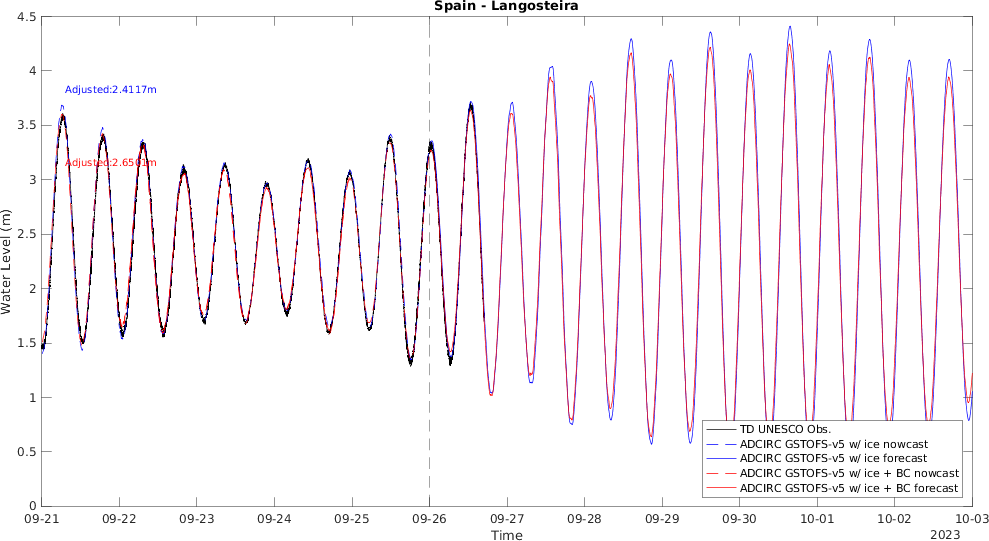 Spain - Langosteira
4.5
4
3.5
3
2.5
2
1.5
1
0.5
0
Water Level (m)
Adjusted:2.4117m
TD UNESCO Obs.
ADCIRC GSTOFS-v5 w/ ice nowcast
ADCIRC GSTOFS-v5 w/ ice forecast
ADCIRC GSTOFS-v5 w/ ice + BC nowcast
ADCIRC GSTOFS-v5 w/ ice + BC forecast
09-21
09-22
09-23
09-24
09-25
09-26
09-27
09-28
09-29
09-30
10-01
10-02
10-03
Time
2023